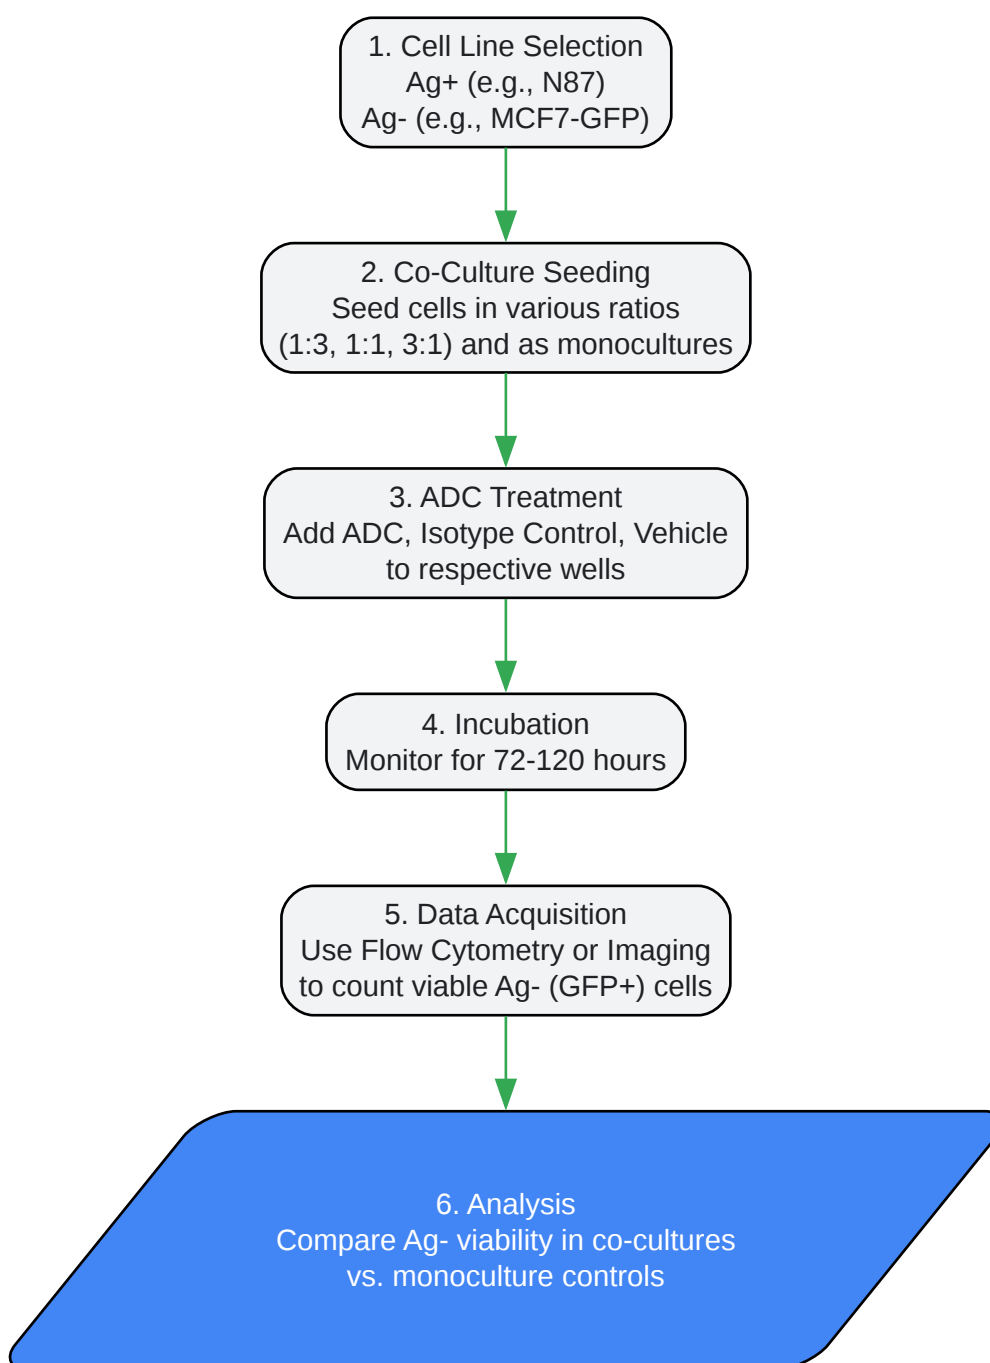 1. Cell Line Selection
Ag+ (e.g., N87)
Ag- (e.g., MCF7-GFP)
2. Co-Culture Seeding
Seed cells in various ratios
(1:3, 1:1, 3:1) and as monocultures
3. ADC Treatment
Add ADC, Isotype Control, Vehicle
to respective wells
4. Incubation
Monitor for 72-120 hours
5. Data Acquisition
Use Flow Cytometry or Imaging
to count viable Ag- (GFP+) cells
6. Analysis
Compare Ag- viability in co-cultures
vs. monoculture controls